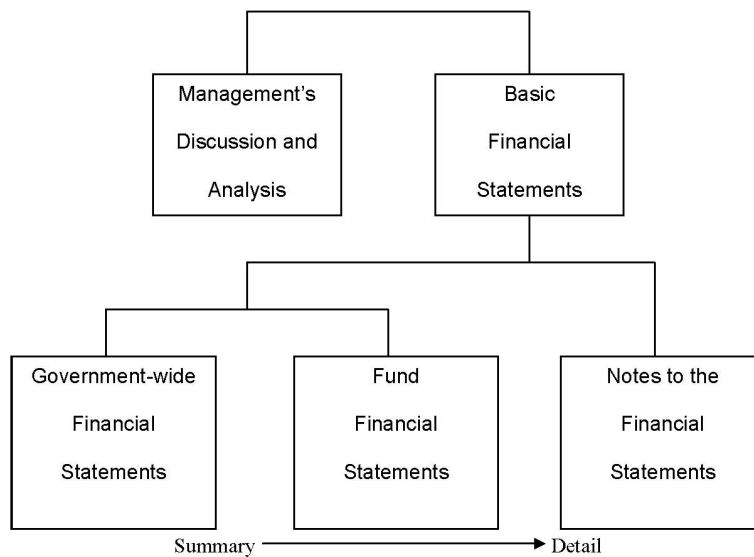 Management’s
Discussion and
Analysis
Basic
Financial
Statements
Government-wide
Financial
Statements
Fund
Financial
Statements
Notes to the
Financial
Statements
Summary
Detail